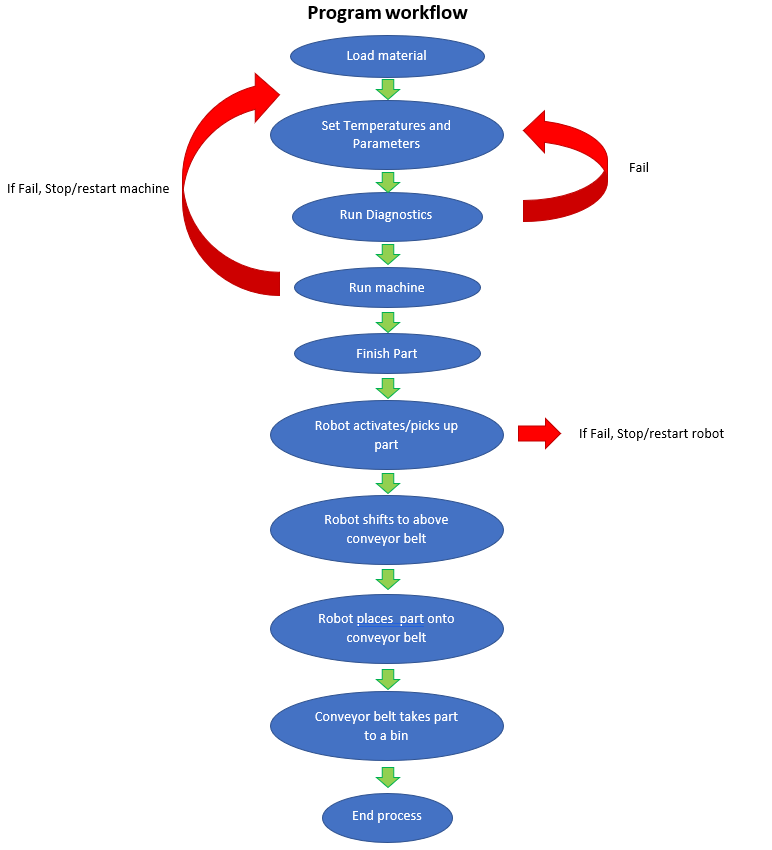 Program workflow
Load material
Set Temperatures and
Parameters
Fail
If Fail, Stop/restart machine
Run Diagnostics
Run machine
Finish Part
Robot activates/picks up
part
If Fail, Stop/restart robot
Robot shifts to above
conveyor belt
Robot places  part onto
conveyor belt
Conveyor belt takes part
to a bin
End process